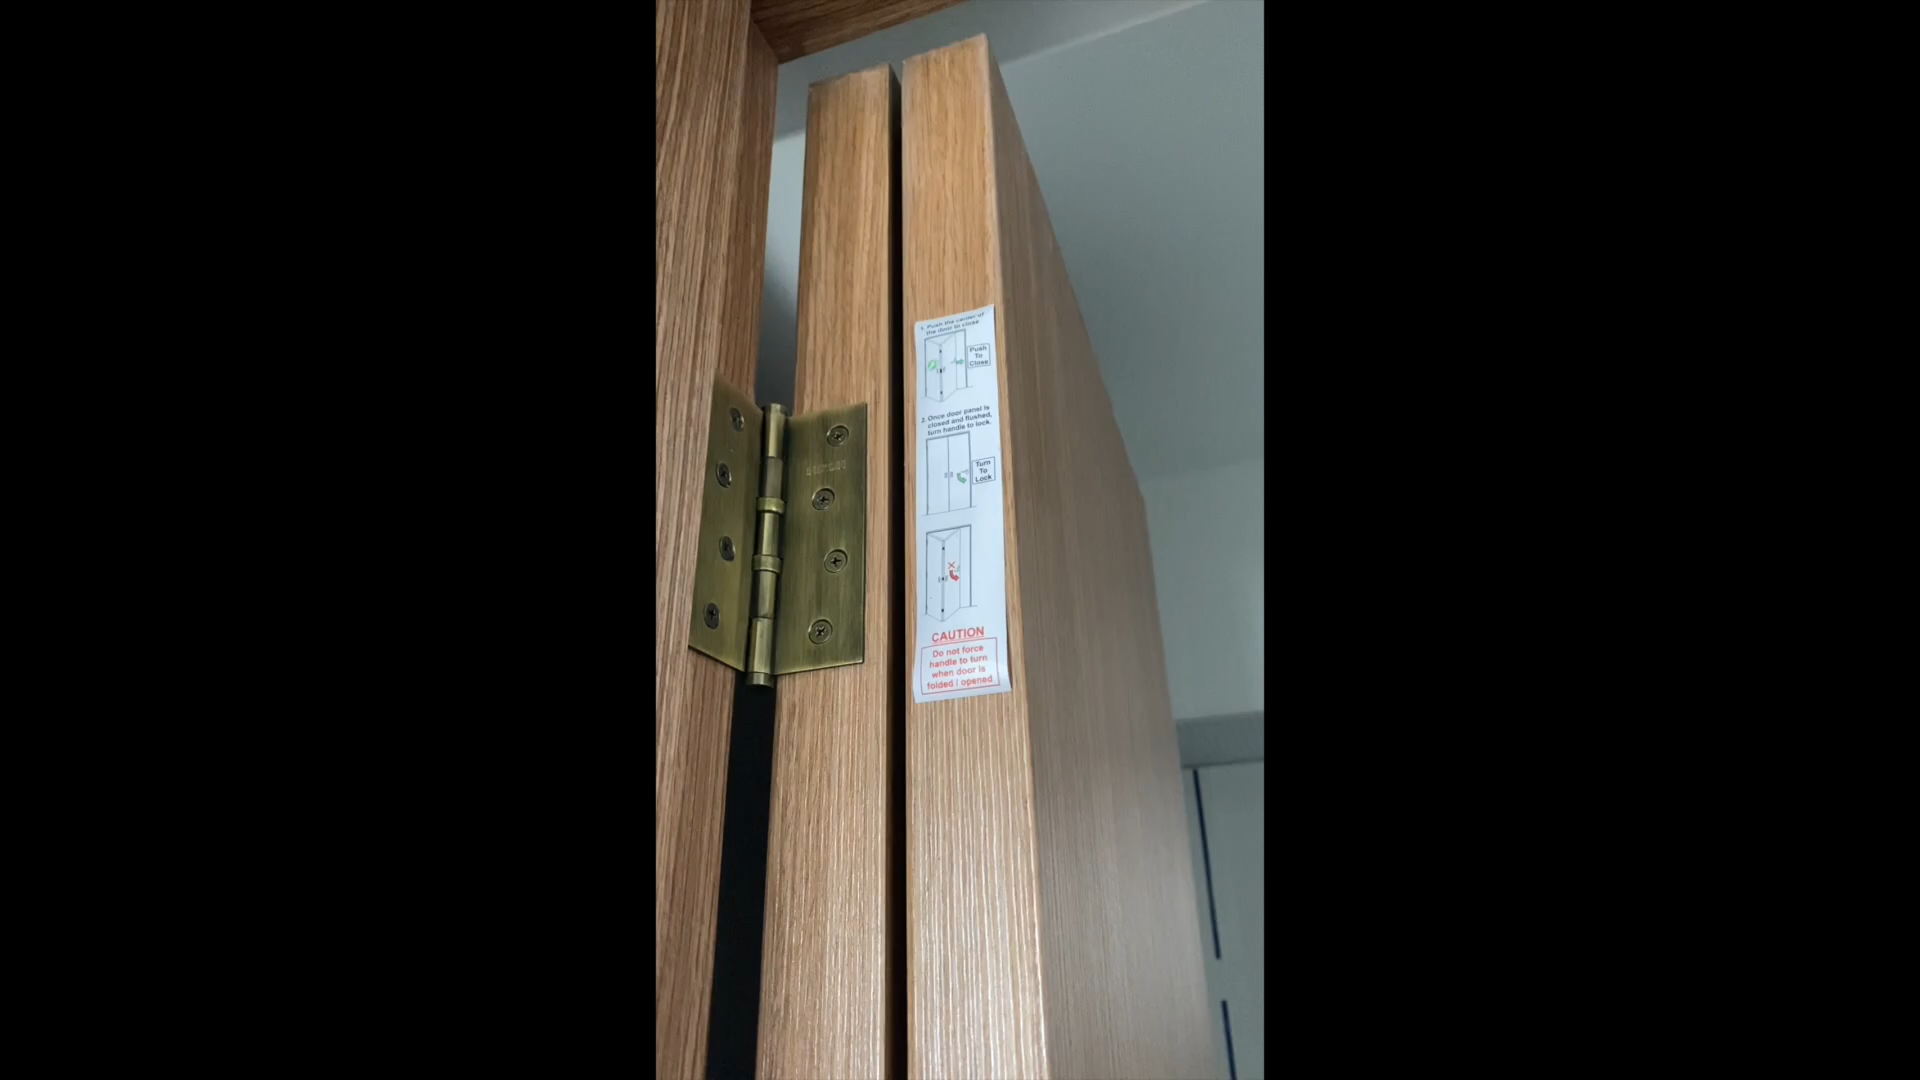 1. Push the center of
the door to close
Push
To
Close
2. Once door panel is
closed and flushed,
turn handle to lock.
Turn
To
Lock
CAUTION
Do not force
handle to turn
when door is
folded / opened